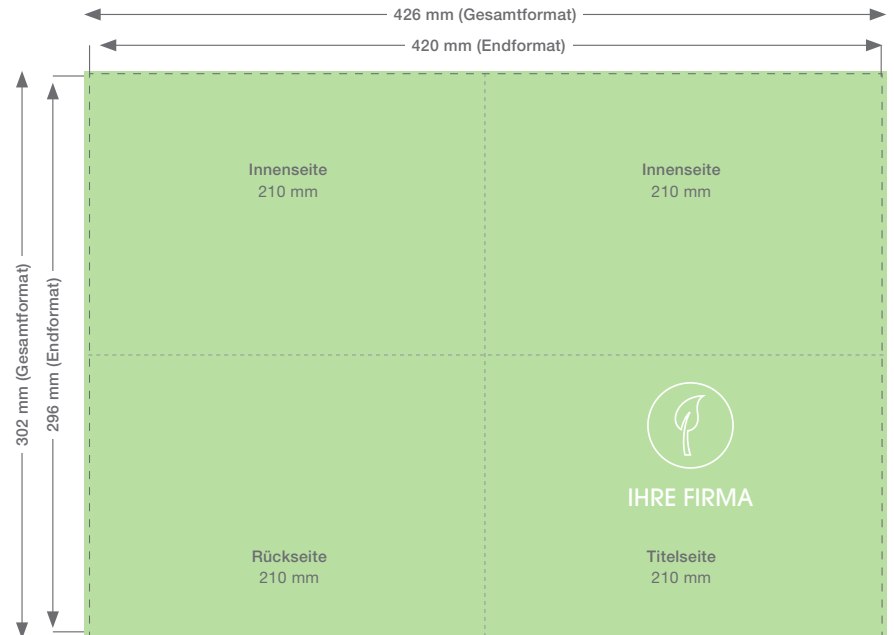 426 mm (Gesamtformat)
420 mm (Endformat)
302 mm (Gesamtformat)
296 mm (Endformat)
Innenseite
210 mm
Innenseite
210 mm
IHRE FIRMA
Rückseite
210 mm
Titelseite
210 mm